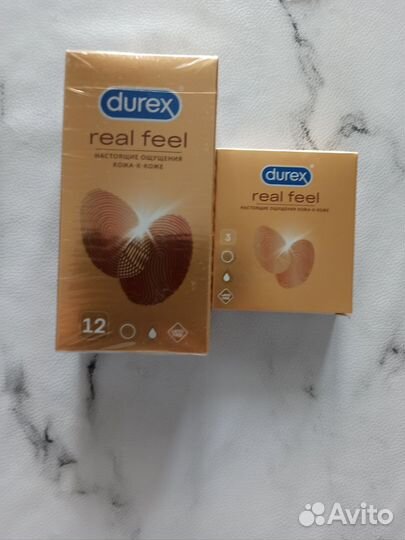 durex
real feel
НАСТОЯЩИЕ ОЩУЩЕНИЯ
КОЖА-К-КОЖЕ
12
durex
real feel
НАСТОЯЩИЕ ОЩУЩЕНИЯ КОЖА-К-КОЖЕ
3
Avito